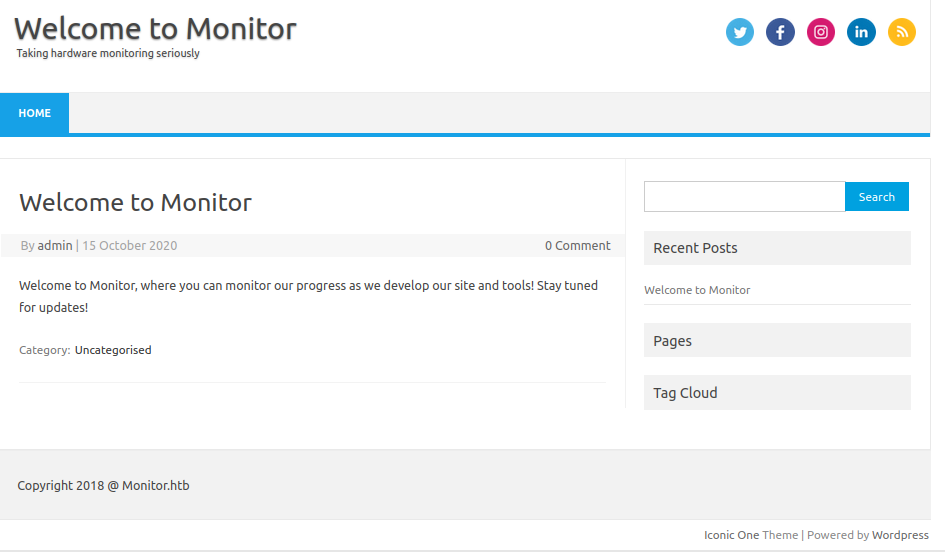 Welcome to Monitor
Taking hardware monitoring seriously
HOME
Welcome to Monitor
By admin | 15 October 2020
0 Comment
Welcome to Monitor, where you can monitor our progress as we develop our site and tools! Stay tuned
for updates!
Category: Uncategorised
Search
Recent Posts
Welcome to Monitor
Pages
Tag Cloud
Copyright 2018 @ Monitor.htb
Iconic One Theme | Powered by Wordpress